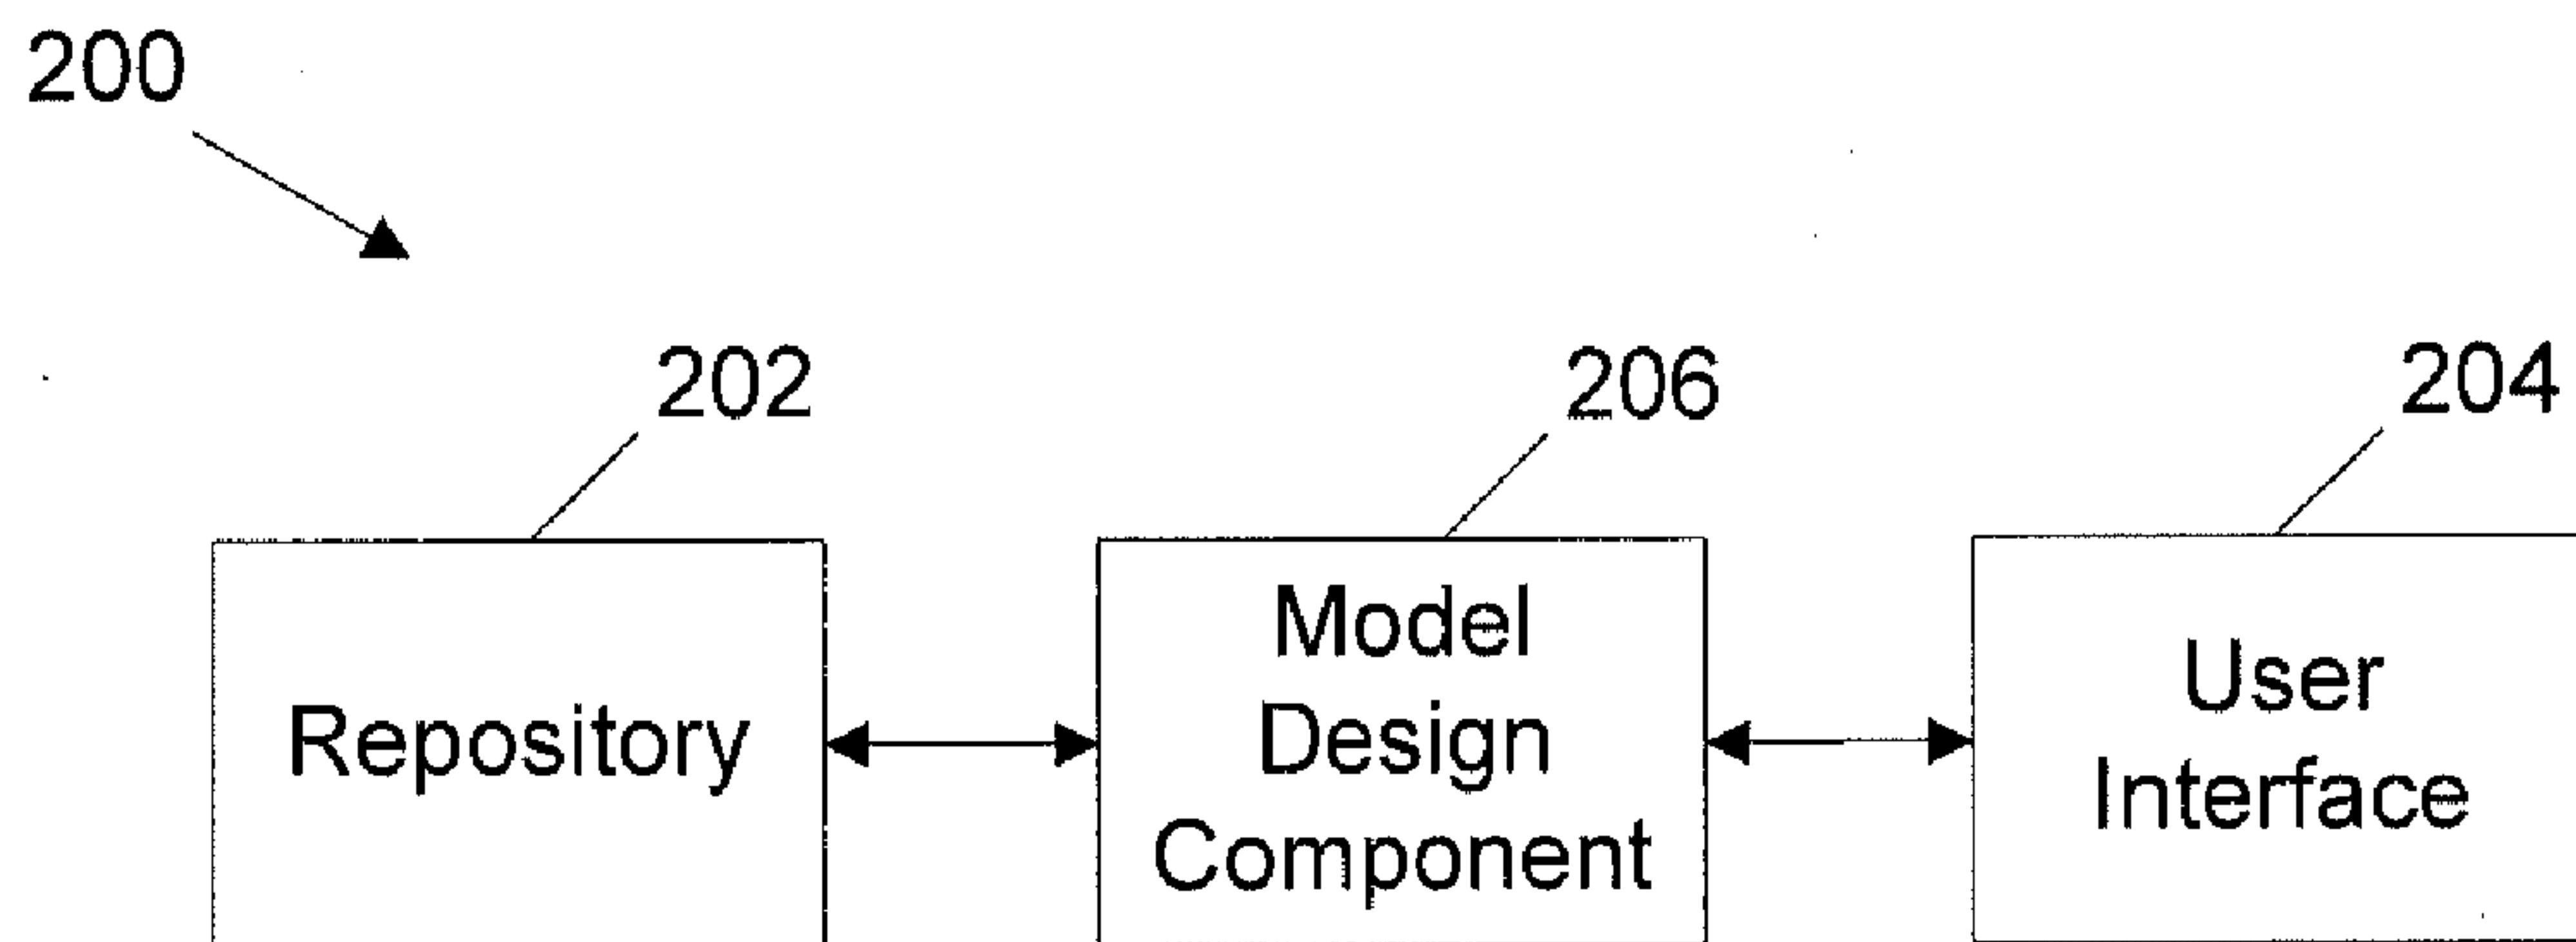 200
202
206
204
Repository
Model
Design
Component
User
Interface